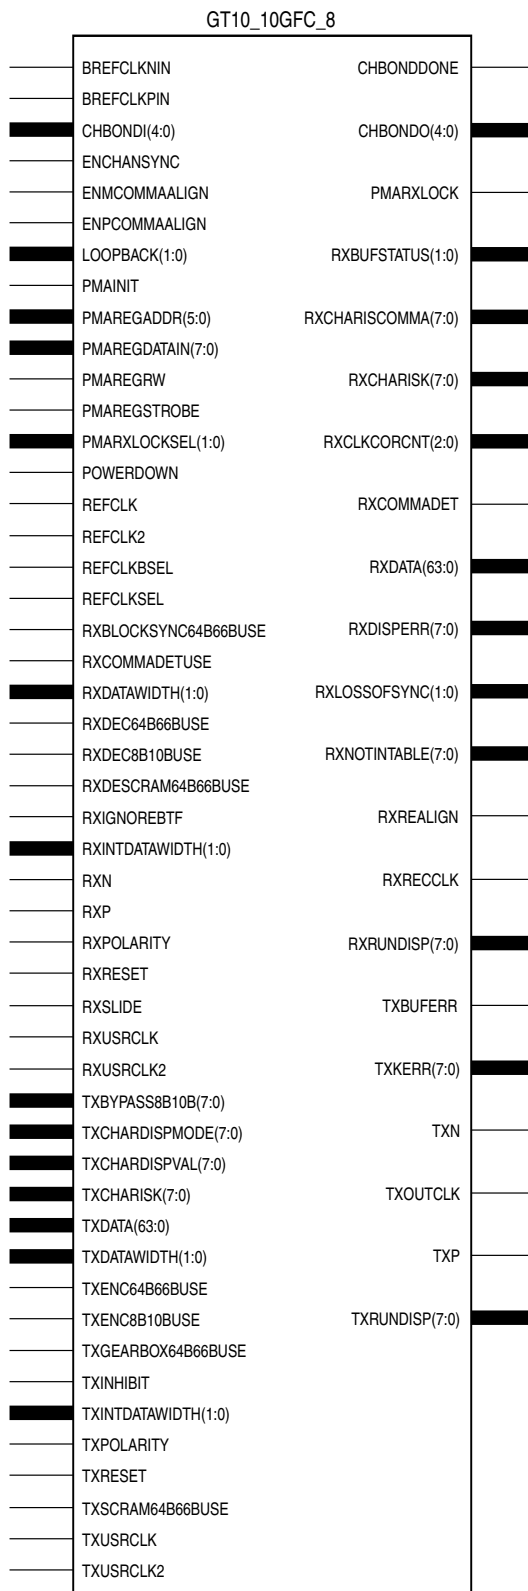 GT10_10GFC_8
BREFCLKNIN
CHBONDDONE
BREFCLKPIN
CHBONDI(4:0)
CHBONDO(4:0)
ENCHANSYNC
ENMCOMMAALIGN
PMARXLOCK
ENPCOMMAALIGN
LOOPBACK(1:0)
RXBUFSTATUS(1:0)
PMAINIT
PMAREGADDR(5:0)
RXCHARISCOMMA(7:0)
PMAREGDATAIN(7:0)
PMAREGRW
RXCHARISK(7:0)
PMAREGSTROBE
PMARXLOCKSEL(1:0)
RXCLKCORCNT(2:0)
POWERDOWN
REFCLK
RXCOMMADET
REFCLK2
REFCLKBSEL
RXDATA(63:0)
REFCLKSEL
RXBLOCKSYNC64B66BUSE
RXDISPERR(7:0)
RXCOMMADETUSE
RXDATAWIDTH(1:0)
RXLOSSOFSYNC(1:0)
RXDEC64B66BUSE
RXDEC8B10BUSE
RXNOTINTABLE(7:0)
RXDESCRAM64B66BUSE
RXIGNOREBTF
RXREALIGN
RXINTDATAWIDTH(1:0)
RXN
RXRECCLK
RXP
RXPOLARITY
RXRUNDISP(7:0)
RXRESET
RXSLIDE
TXBUFERR
RXUSRCLK
RXUSRCLK2
TXKERR(7:0)
TXBYPASS8B10B(7:0)
TXCHARDISPMODE(7:0)
TXN
TXCHARDISPVAL(7:0)
TXCHARISK(7:0)
TXOUTCLK
TXDATA(63:0)
TXDATAWIDTH(1:0)
TXP
TXENC64B66BUSE
TXENC8B10BUSE
TXRUNDISP(7:0)
TXGEARBOX64B66BUSE
TXINHIBIT
TXINTDATAWIDTH(1:0)
TXPOLARITY
TXRESET
TXSCRAM64B66BUSE
TXUSRCLK
TXUSRCLK2